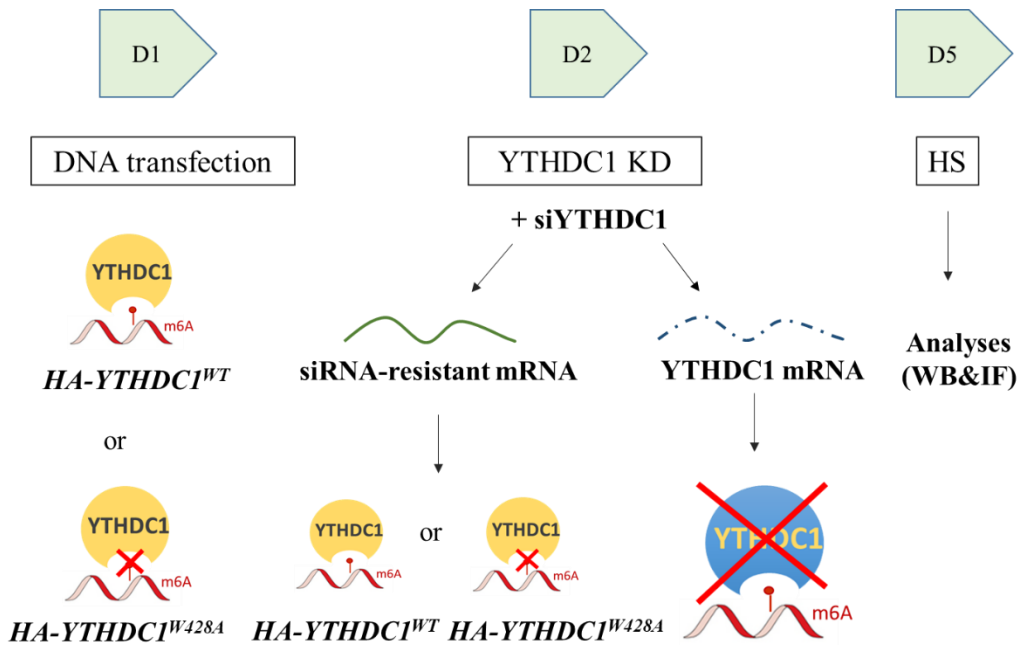 D1
D2
D5
DNA transfection
YTHDC1 KD
HS
+ siYTHDC1
YTHDC1
m6A
HA-YTHDC1WT
siRNA-resistant mRNA
YTHDC1 mRNA
Analyses
(WB&IF)
or
YTHDC1
m6A
HA-YTHDC1W428A
YTHDC1
m6A
HA-YTHDC1WT
or
YTHDC1
m6A
HA-YTHDC1W428A
YTHDC1
m6A